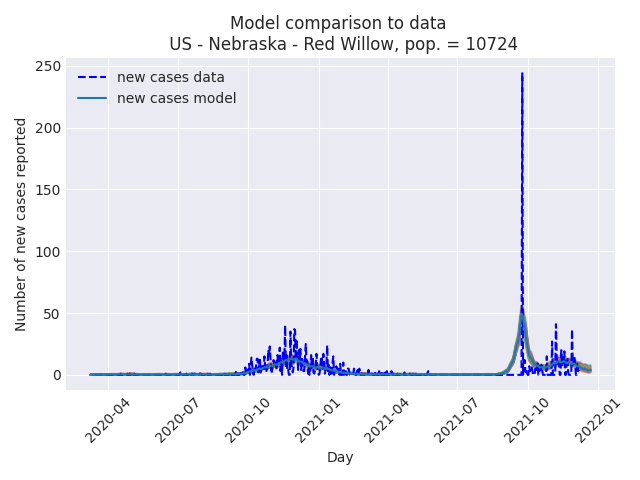 Model comparison to data
US - Nebraska - Red Willow, pop. = 10724
new cases data
new cases model
Number of new cases reported
250
200
150
100
50
0
2020-04
2020-07
2020-10
2021-01
2021-04
2021-07
2021-10
2022-01
Day